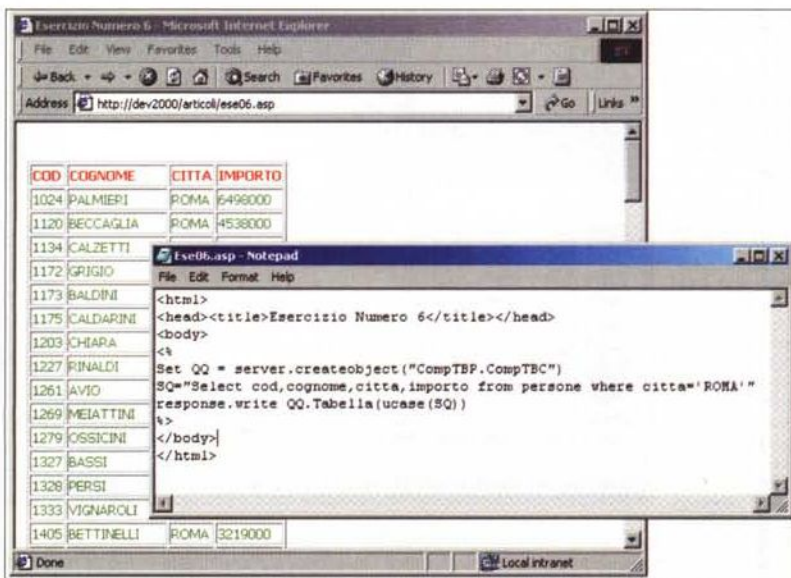 Esercizio Numero 6 - Microsoft Internet Explorer
File Edit View Favorites Tools Help
Back Search Favorites History
Address http://dev2000/articoli/ese06.asp Go Links »
COD COGNOME CITTA IMPORTO
1024 PALMIERI ROMA 6498000
1120 BECCAGLIA ROMA 4538000
1134 CALZETTI
1172 GRIGIO
1173 BALDINI
1175 CALDARINI
1203 CHIARA
1227 RINALDI
1261 AVIO
1269 MEIATTINI
1279 OSSICINI
1327 BASSI
1328 PERSI
1333 VIGNAROLI
1405 BETTINELLI ROMA 3219000
Done Local intranet
Ese06.asp - Notepad
File Edit Format Help
<html>
<head><title>Esercizio Numero 6</title></head>
<body>
<%
Set QQ = server.createobject("CompTBP.CompTBC")
SQ="Select cod,cognome,citta,importo from persone where citta='ROMA'"
response.write QQ.Tabella(ucase(SQ))
%>
</body>
</html>